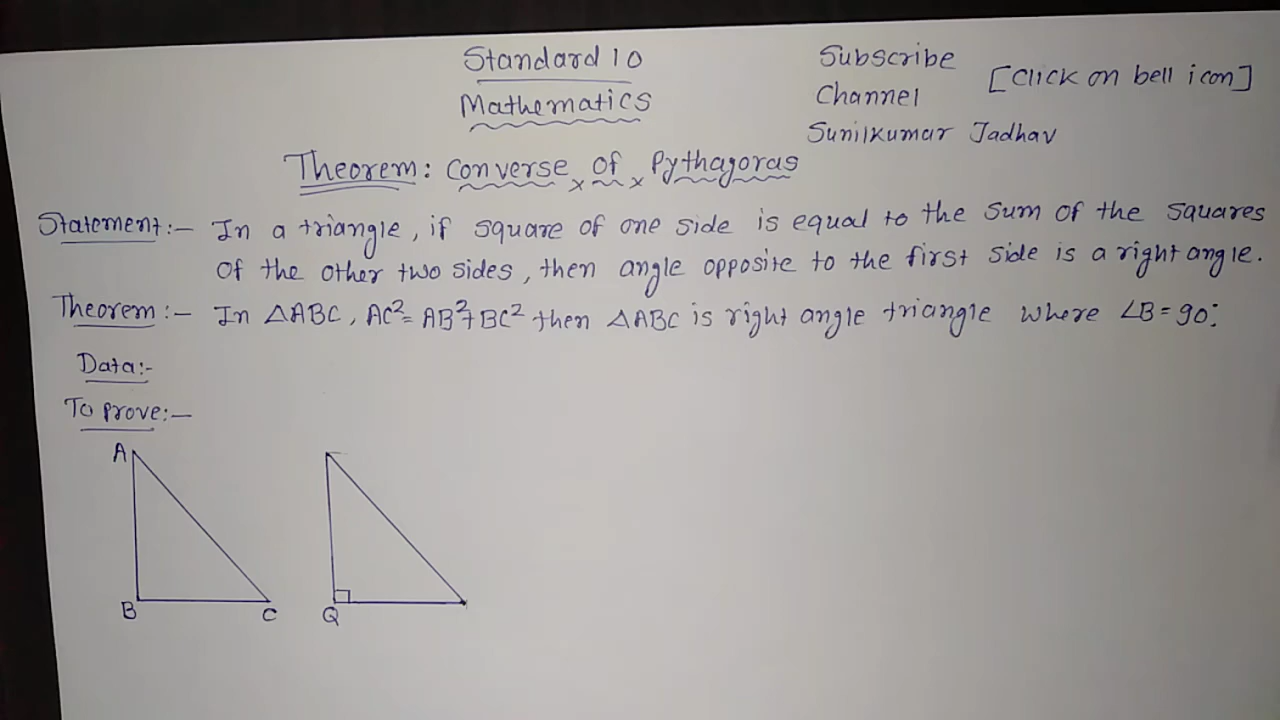 Standard 10
Mathematics
Subscribe
Channel
[Click on bell icon]
Sunilkumar Jadhav
Theorem: Converse of Pythagoras
Statement:- In a triangle, if square of one side is equal to the sum of the squares
of the other two sides, then angle opposite to the first side is a right angle.
Theorem:- In △ABC, AC²= AB²+BC² then △ABC is right angle triangle where ∠B=90°.
Data:-
To prove:-
A
B C Q